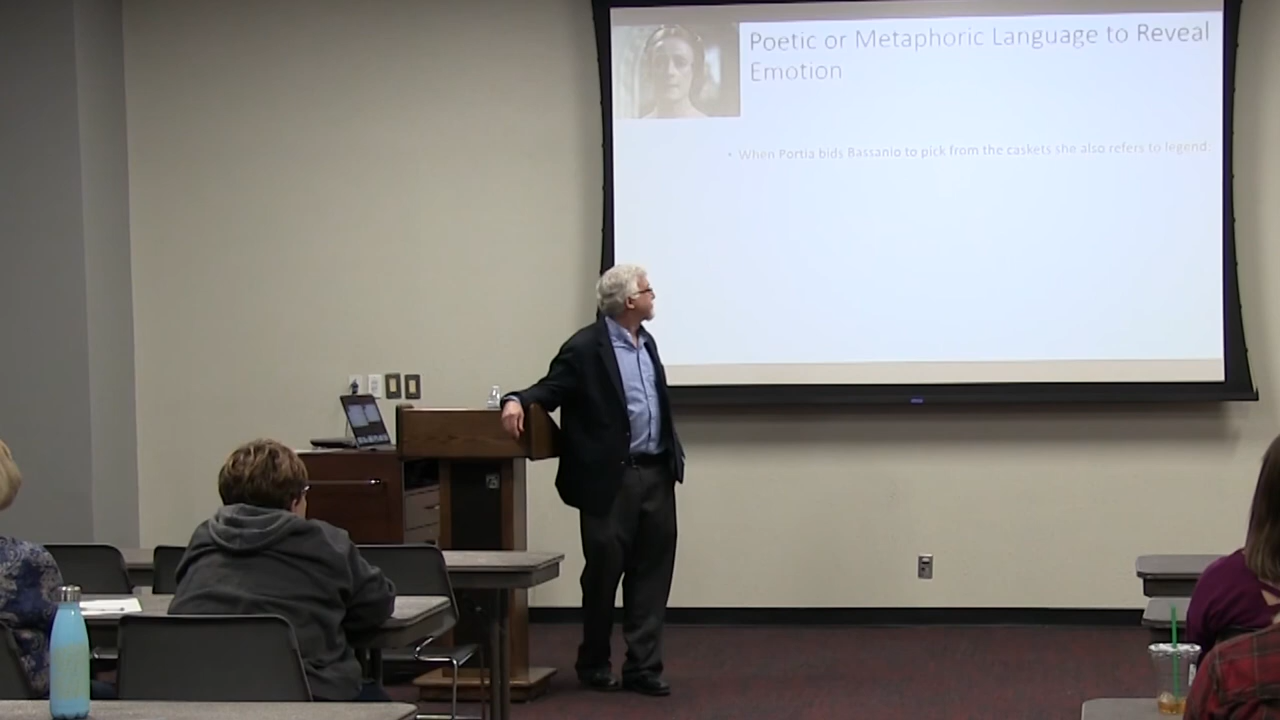 Poetic or Metaphoric Language to Reveal
Emotion
• When Portia bids Bassanio to pick from the caskets she also refers to legend: